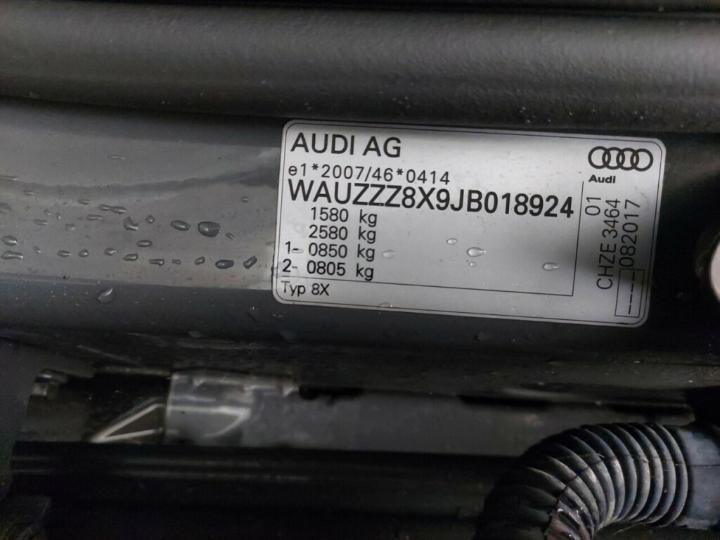 AUDI AG
Audi
e1*2007/46*0414
WAUZZZ8X9JB018924
1580 kg
2580 kg
1- 0850 kg
2- 0805 kg
Typ 8X
01
CHZE 3464
----082017